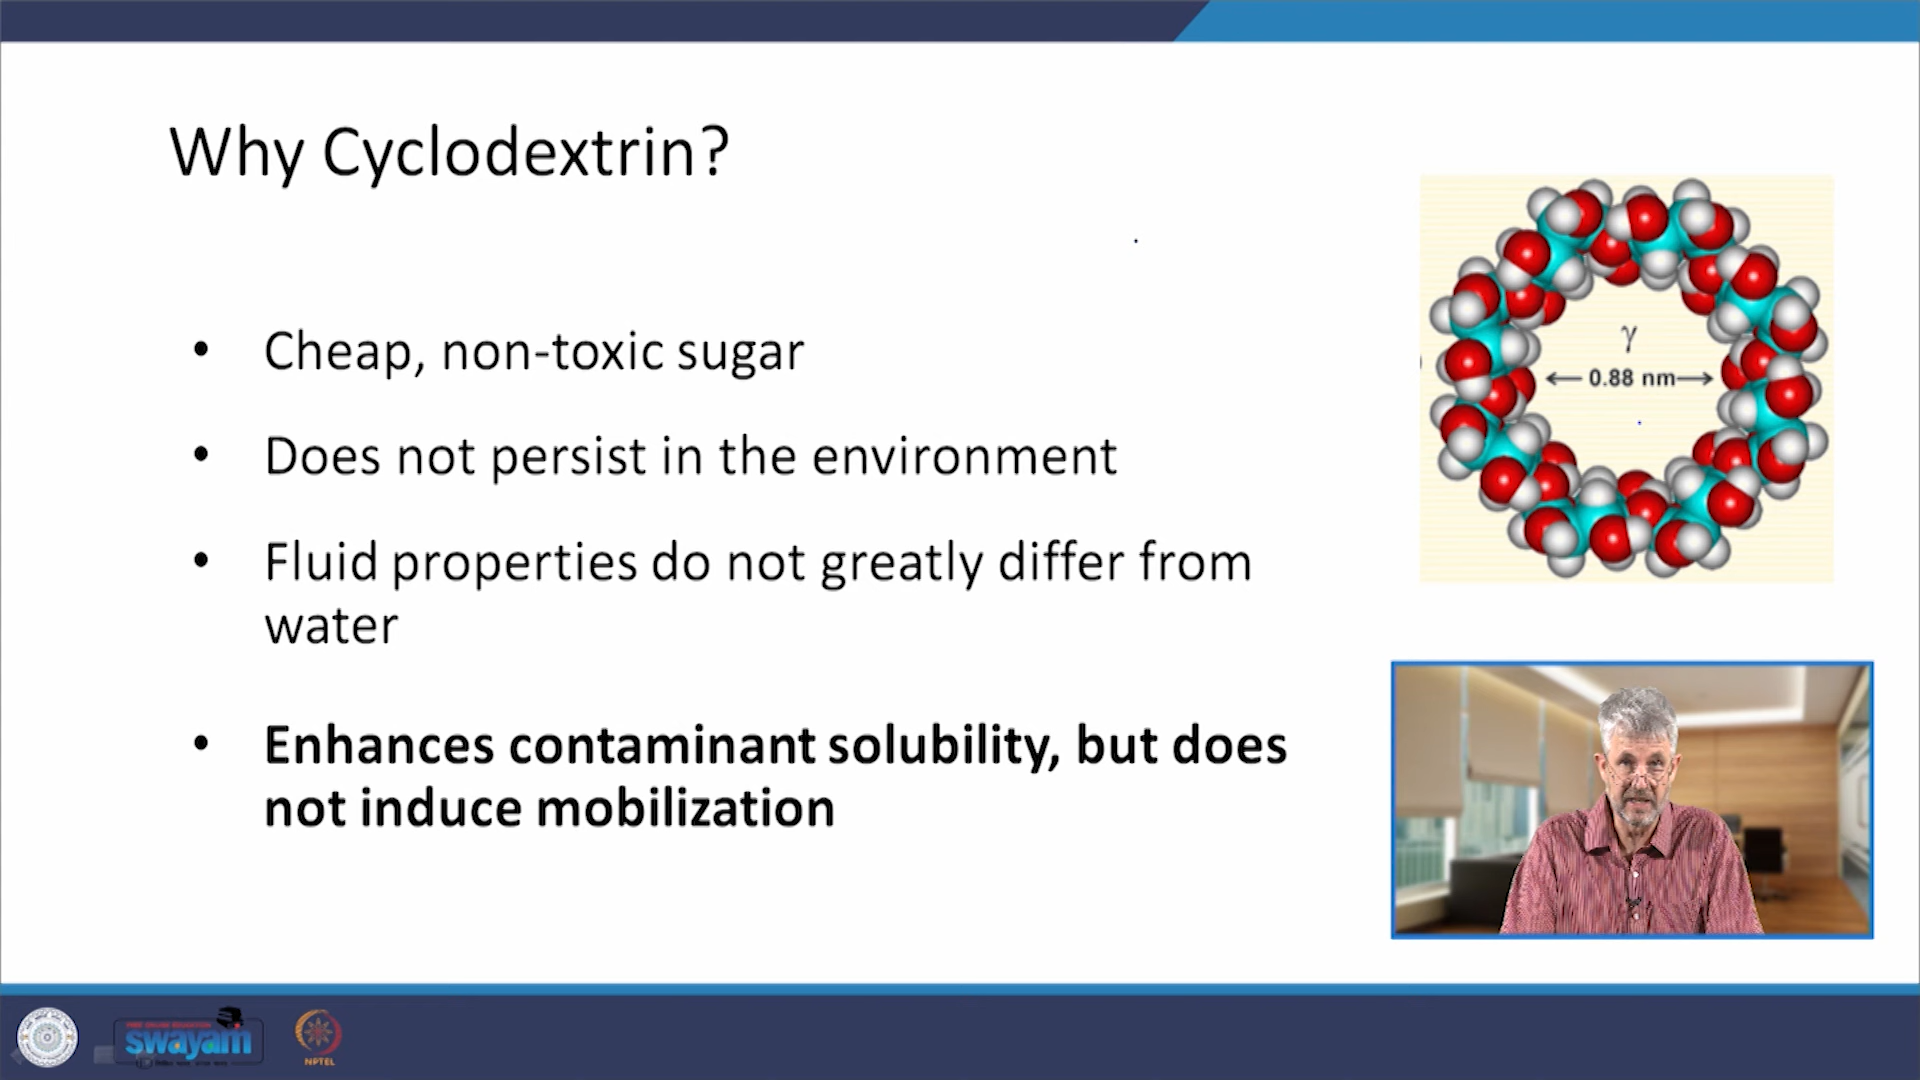 Why Cyclodextrin?
• Cheap, non-toxic sugar
• Does not persist in the environment
• Fluid properties do not greatly differ from
water
• Enhances contaminant solubility, but does
not induce mobilization
γ
0.88 nm
swayam
NPTEL